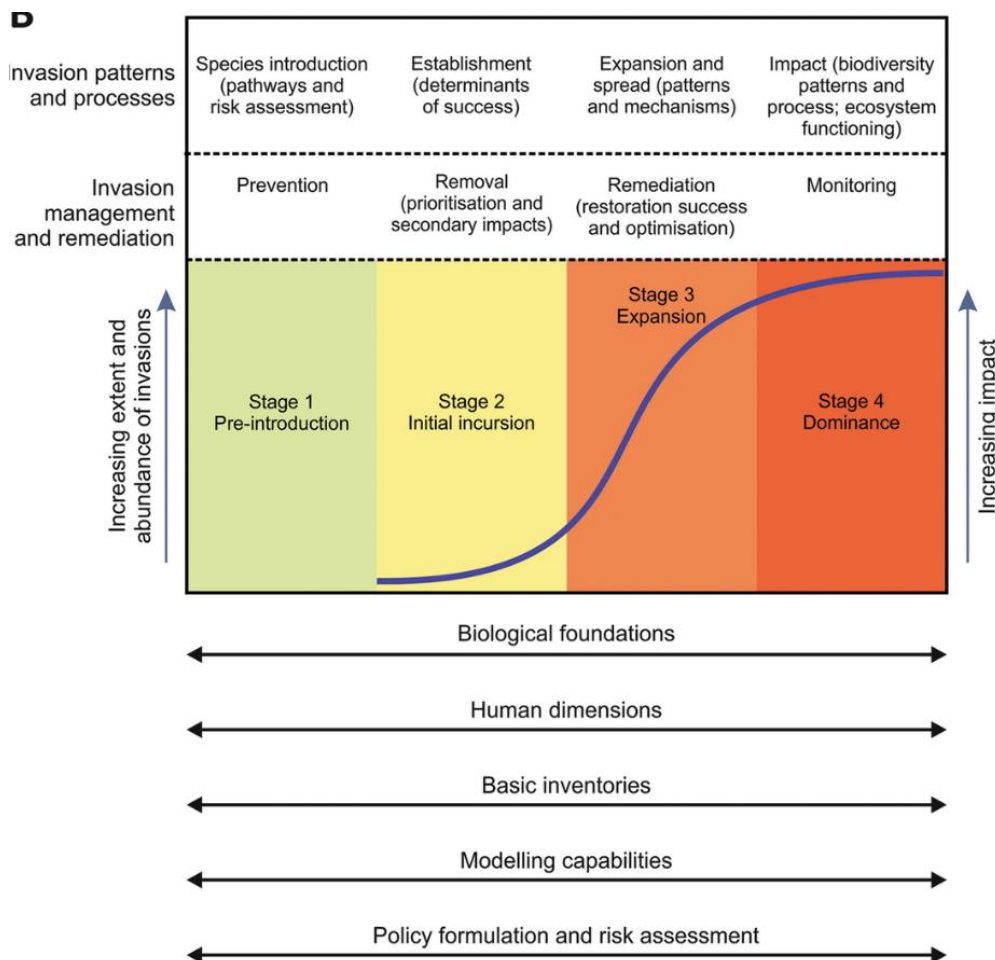 B
Invasion patterns
and processes
Species introduction
(pathways and
risk assessment)
Establishment
(determinants
of success)
Expansion and
spread (patterns
and mechanisms)
Impact (biodiversity
patterns and
process; ecosystem
functioning)
Invasion
management
and remediation
Prevention
Removal
(prioritisation and
secondary impacts)
Remediation
(restoration success
and optimisation)
Monitoring
Increasing extent and
abundance of invasions
Stage 1
Pre-introduction
Stage 2
Initial incursion
Stage 3
Expansion
Stage 4
Dominance
Increasing impact
Biological foundations
Human dimensions
Basic inventories
Modelling capabilities
Policy formulation and risk assessment